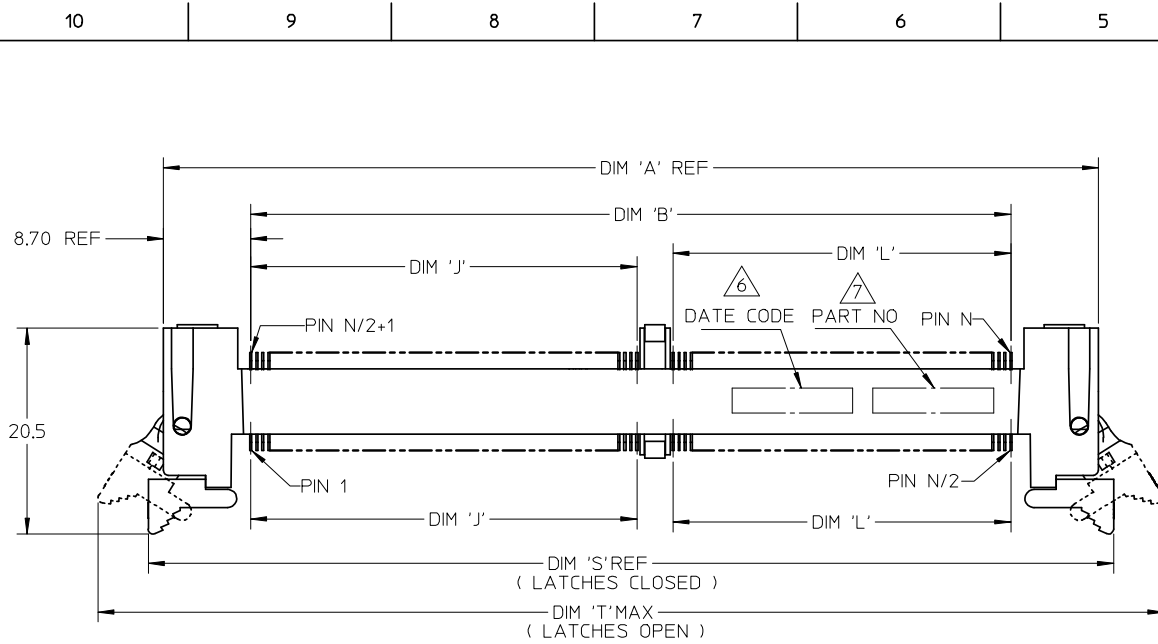 10 9 8 7 6 5
DIM 'A' REF
DIM 'B'
8.70 REF
DIM 'L'
DIM 'J'
6 7
DATE CODE PART NO PIN N
PIN N/2+1
20.5
PIN 1
PIN N/2
DIM 'J'
DIM 'L'
DIM 'S'REF
( LATCHES CLOSED )
DIM 'T'MAX
( LATCHES OPEN )